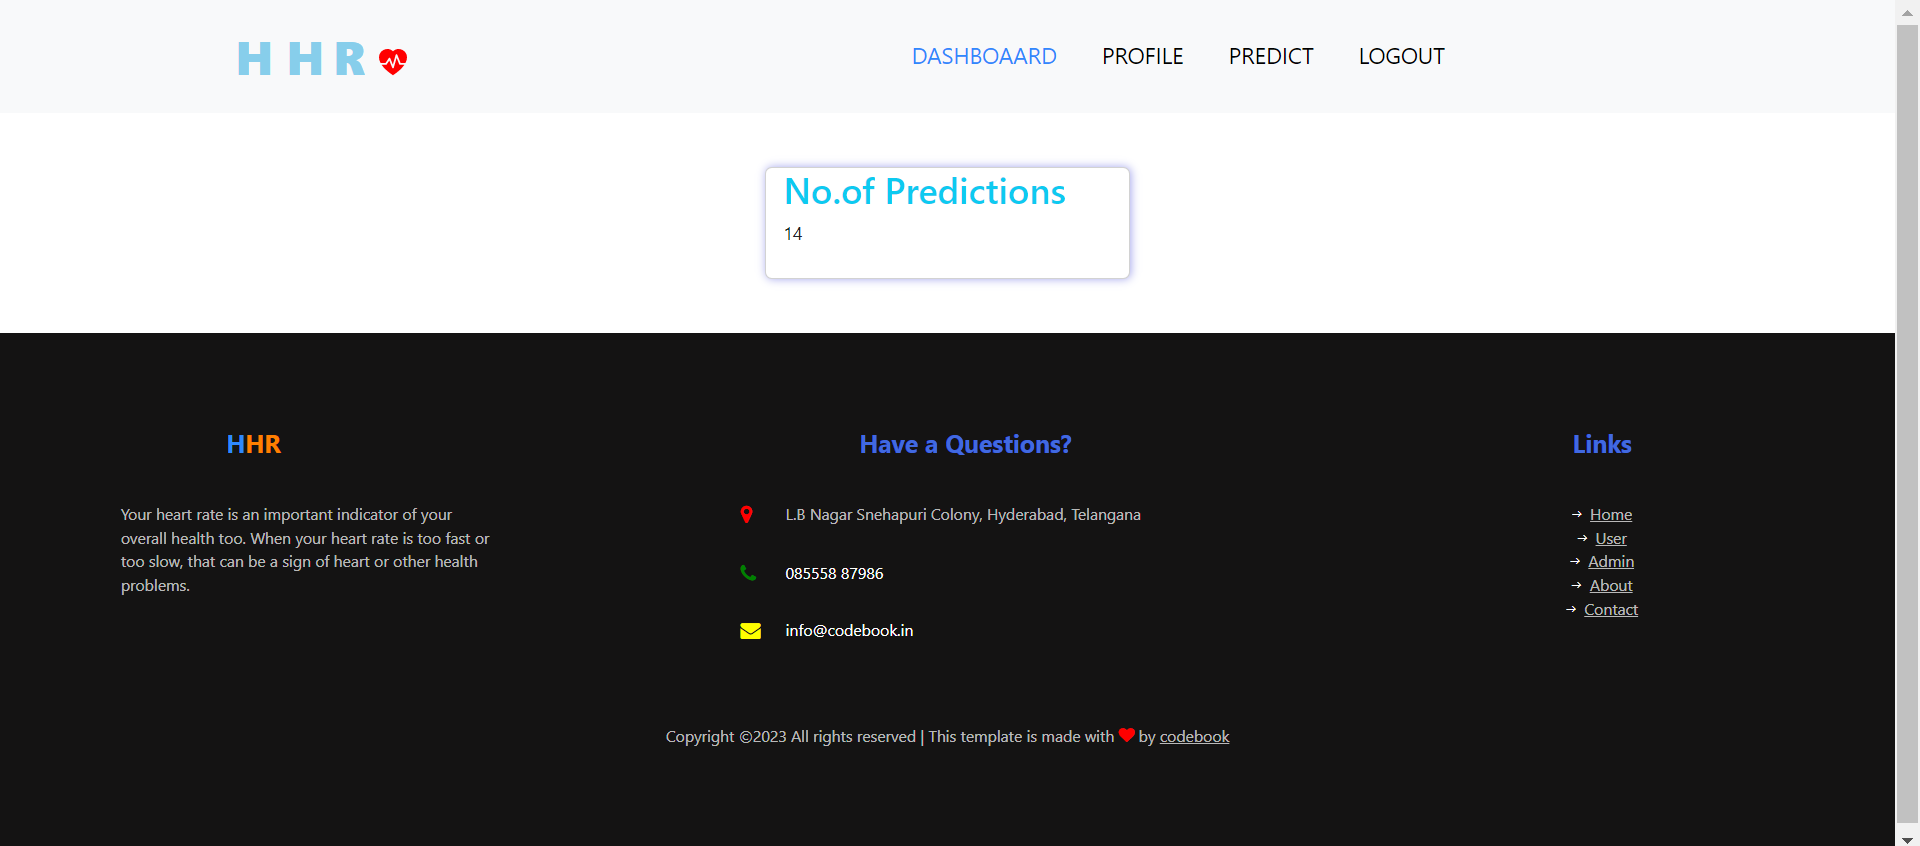 H H R
DASHBOAARD PROFILE PREDICT LOGOUT
No.of Predictions
14
HHR
Your heart rate is an important indicator of your
overall health too. When your heart rate is too fast or
too slow, that can be a sign of heart or other health
problems.
Have a Questions?
L.B Nagar Snehapuri Colony, Hyderabad, Telangana
085558 87986
info@codebook.in
Links
Home
User
Admin
About
Contact
Copyright ©2023 All rights reserved | This template is made with by codebook